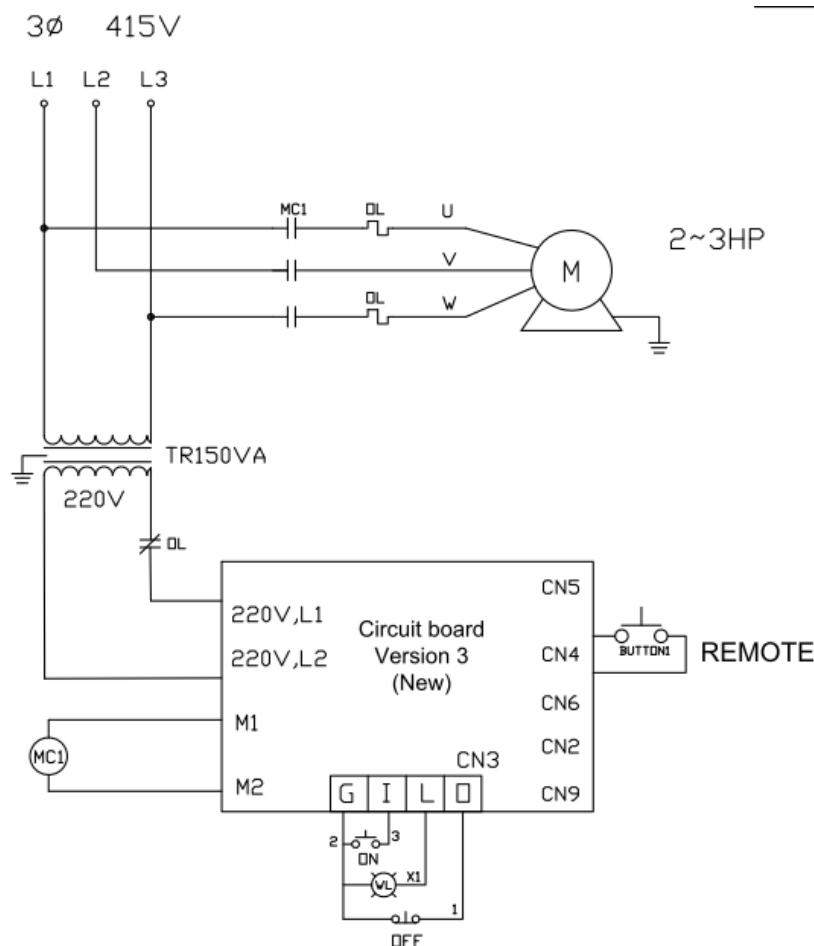 3Ø 415V
L1 L2 L3
MC1 OL U
V
OL W
M
2~3HP
TR150VA
220V
OL
220V,L1
220V,L2
M1
M2
Circuit board
Version 3
(New)
CN5
CN4
CN6
CN2
CN9
CN3
BUTTON1
REMOTE
MC1
G I L O
2 3
ON
WL X1
1
OFF